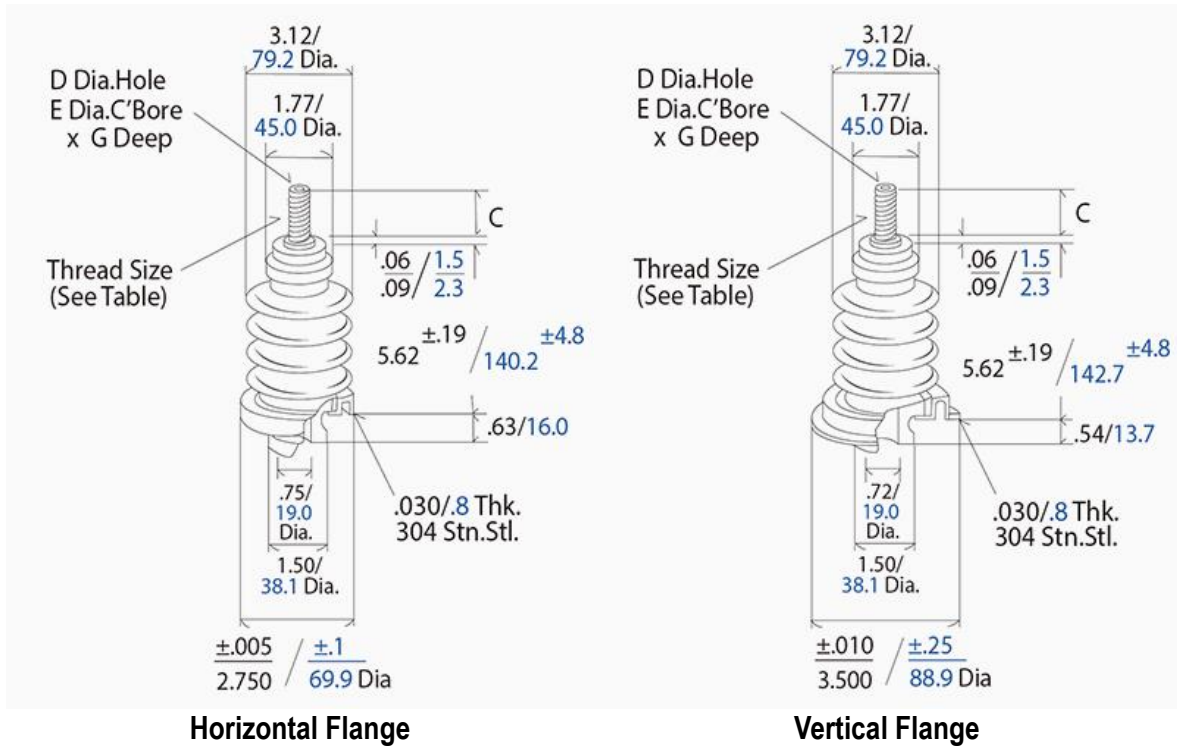 3.12/
79.2 Dia.
D Dia.Hole
E Dia.C'Bore
x G Deep
1.77/
45.0 Dia.
C
Thread Size
(See Table)
.06/1.5
.09/2.3
5.62 ±.19 / 140.2 ±4.8
.63/16.0
.75/
19.0
Dia.
.030/.8 Thk.
304 Stn.Stl.
1.50/
38.1 Dia.
±.005 / ±.1
2.750 / 69.9 Dia
Horizontal Flange
3.12/
79.2 Dia.
D Dia.Hole
E Dia.C'Bore
x G Deep
1.77/
45.0 Dia.
C
Thread Size
(See Table)
.06/1.5
.09/2.3
5.62 ±.19 / 142.7 ±4.8
.54/13.7
.72/
19.0
Dia.
.030/.8 Thk.
304 Stn.Stl.
1.50/
38.1 Dia.
±.010 / ±.25
3.500 / 88.9 Dia
Vertical Flange